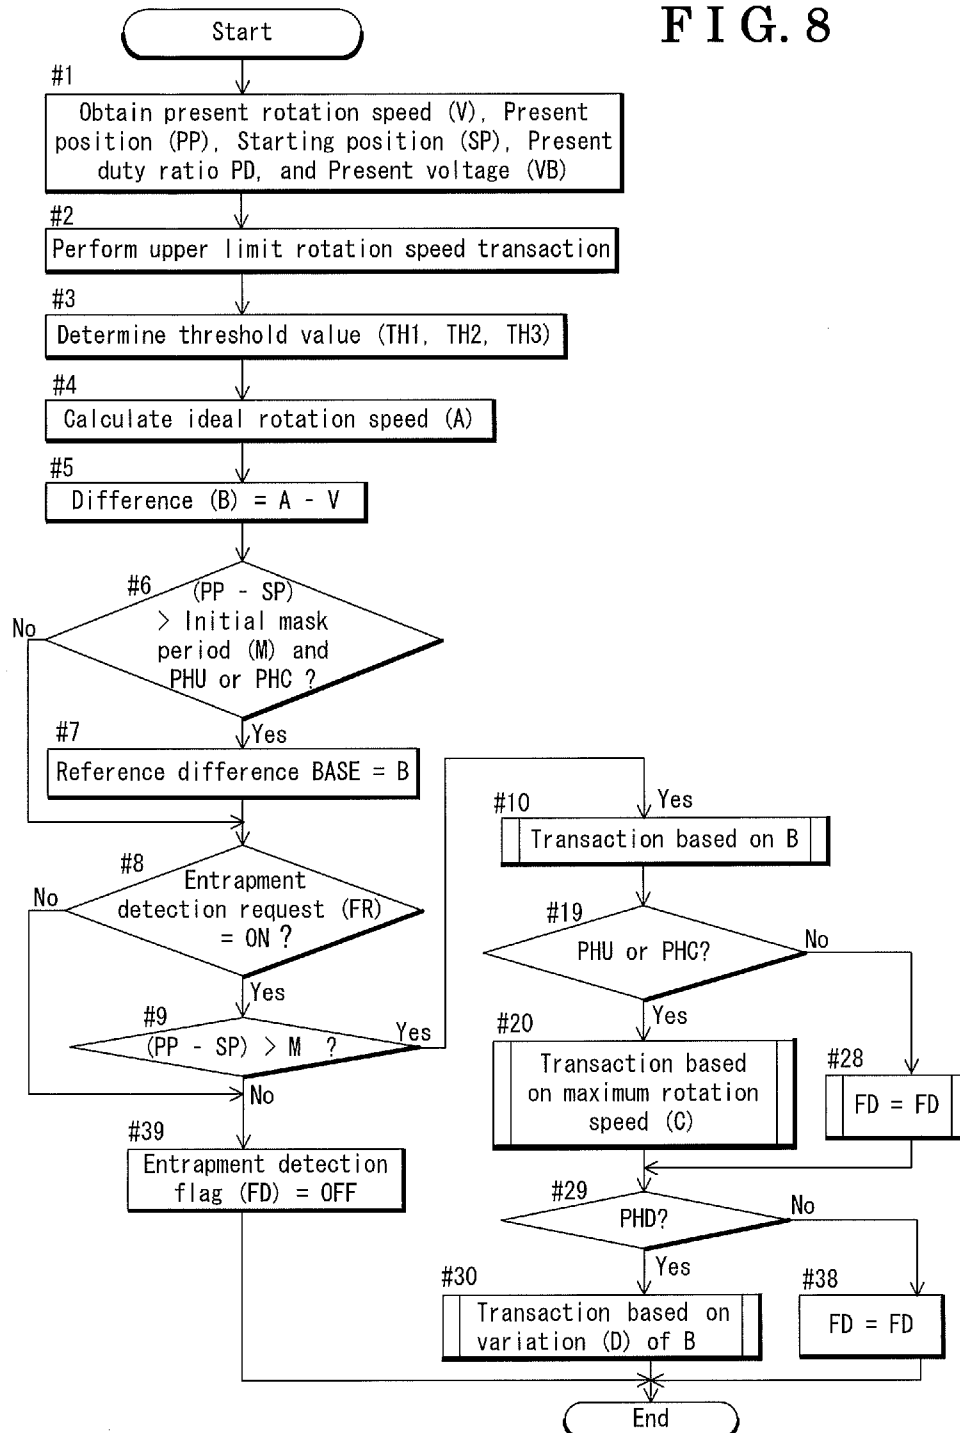 FIG. 8
Start
#1
Obtain present rotation speed (V), Present
position (PP), Starting position (SP), Present
duty ratio PD, and Present voltage (VB)
#2
Perform upper limit rotation speed transaction
#3
Determine threshold value (TH1, TH2, TH3)
#4
Calculate ideal rotation speed (A)
#5
Difference (B) = A - V
#6
(PP - SP)
> Initial mask
period (M) and
PHU or PHC ?
No
Yes
#7
Reference difference BASE = B
#8
Entrapment
detection request (FR)
= ON ?
No
Yes
#9
(PP - SP) > M ?
Yes
No
#39
Entrapment detection
flag (FD) = OFF
Yes
#10
Transaction based on B
#19
PHU or PHC?
No
Yes
#20
Transaction based
on maximum rotation
speed (C)
#28
FD = FD
#29
PHD?
No
Yes
#30
Transaction based on
variation (D) of B
#38
FD = FD
End